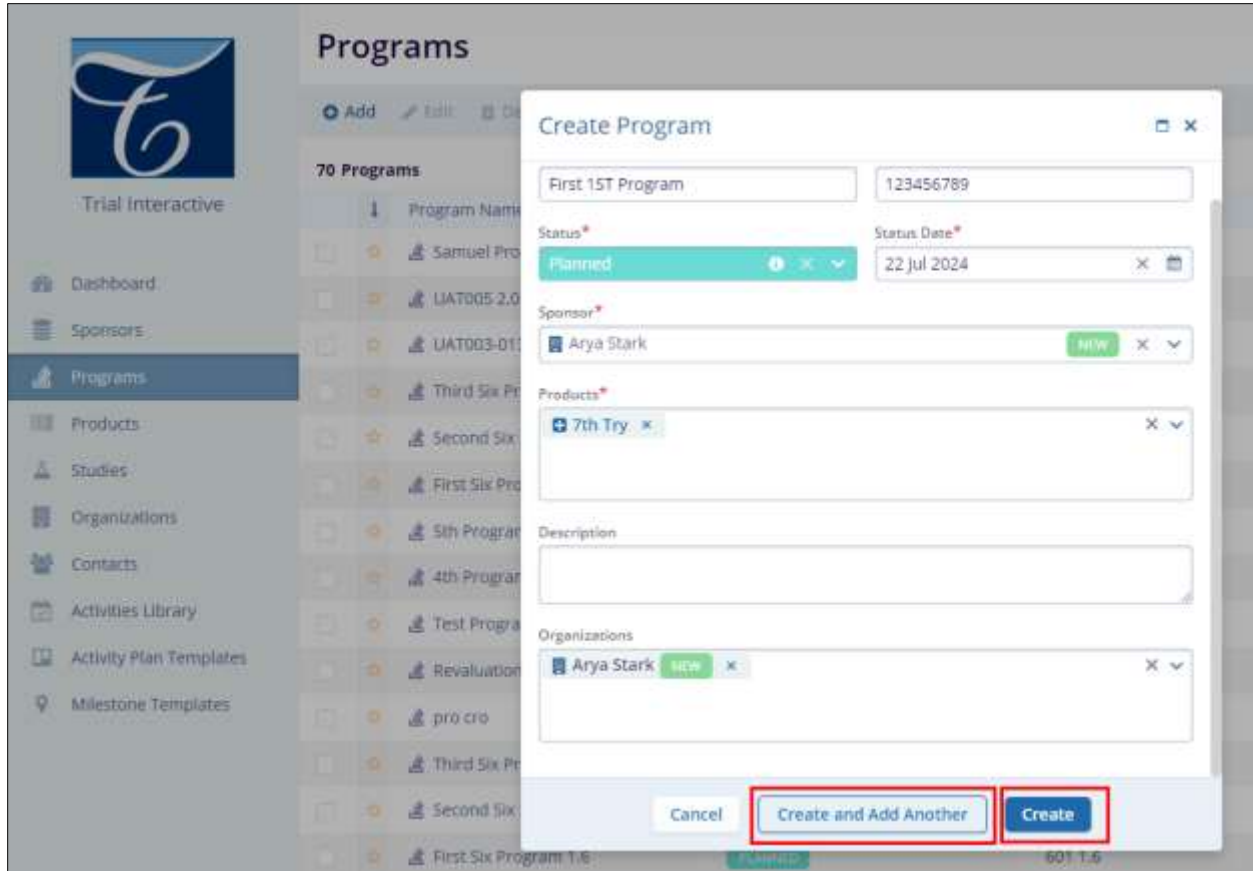 Programs
Trial Interactive
Dashboard
Sponsors
Programs
Products
Studies
Organizations
Contacts
Activities Library
Activity Plan Templates
Milestone Templates
Add Edit
70 Programs
Program Name
Samuel Pro
UAT005 2.0
UAT003-01
Third Six Pr
Second Six
First Six Pro
5th Program
4th Program
Test Progra
Revaluation
pro cro
Third Six Pr
Second Six
First Six Program 1.6 PLANNED 601 1.6
Create Program
First 1ST Program 123456789
Status* Status Date*
Planned 22 Jul 2024
Sponsor*
Arya Stark NEW
Products*
7th Try
Description
Organizations
Arya Stark NEW
Cancel Create and Add Another Create